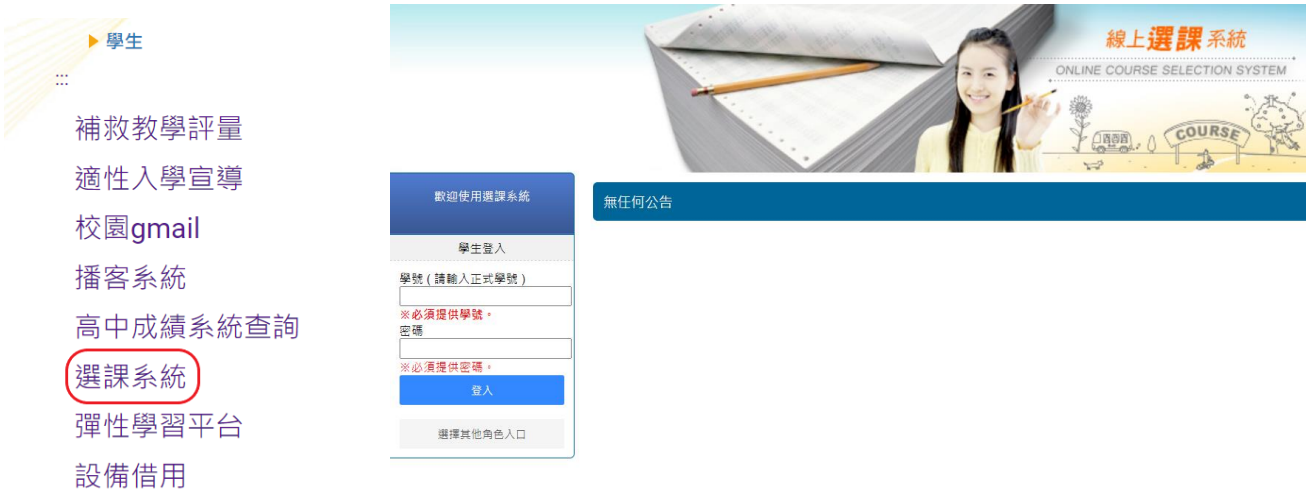 學生
:::
補救教學評量
適性入學宣導
校園gmail
播客系統
高中成績系統查詢
選課系統
彈性學習平台
設備借用
線上選課系統
ONLINE COURSE SELECTION SYSTEM
COURSE
歡迎使用選課系統
無任何公告
學生登入
學號(請輸入正式學號)
※必須提供學號。
密碼
※必須提供密碼。
登入
選擇其他角色入口